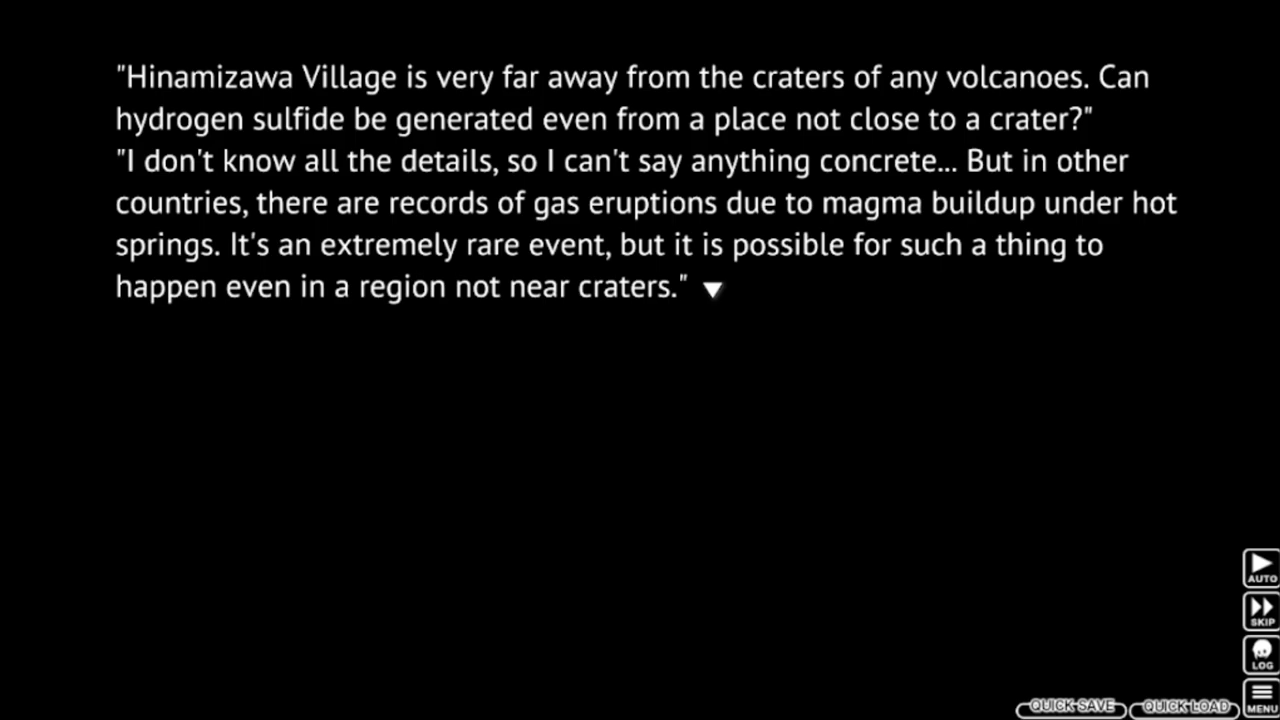 "Hinamizawa Village is very far away from the craters of any volcanoes. Can
hydrogen sulfide be generated even from a place not close to a crater?"
"I don't know all the details, so I can't say anything concrete... But in other
countries, there are records of gas eruptions due to magma buildup under hot
springs. It's an extremely rare event, but it is possible for such a thing to
happen even in a region not near craters."
AUTO
SKIP
LOG
MENU
QUICK SAVE
QUICK LOAD